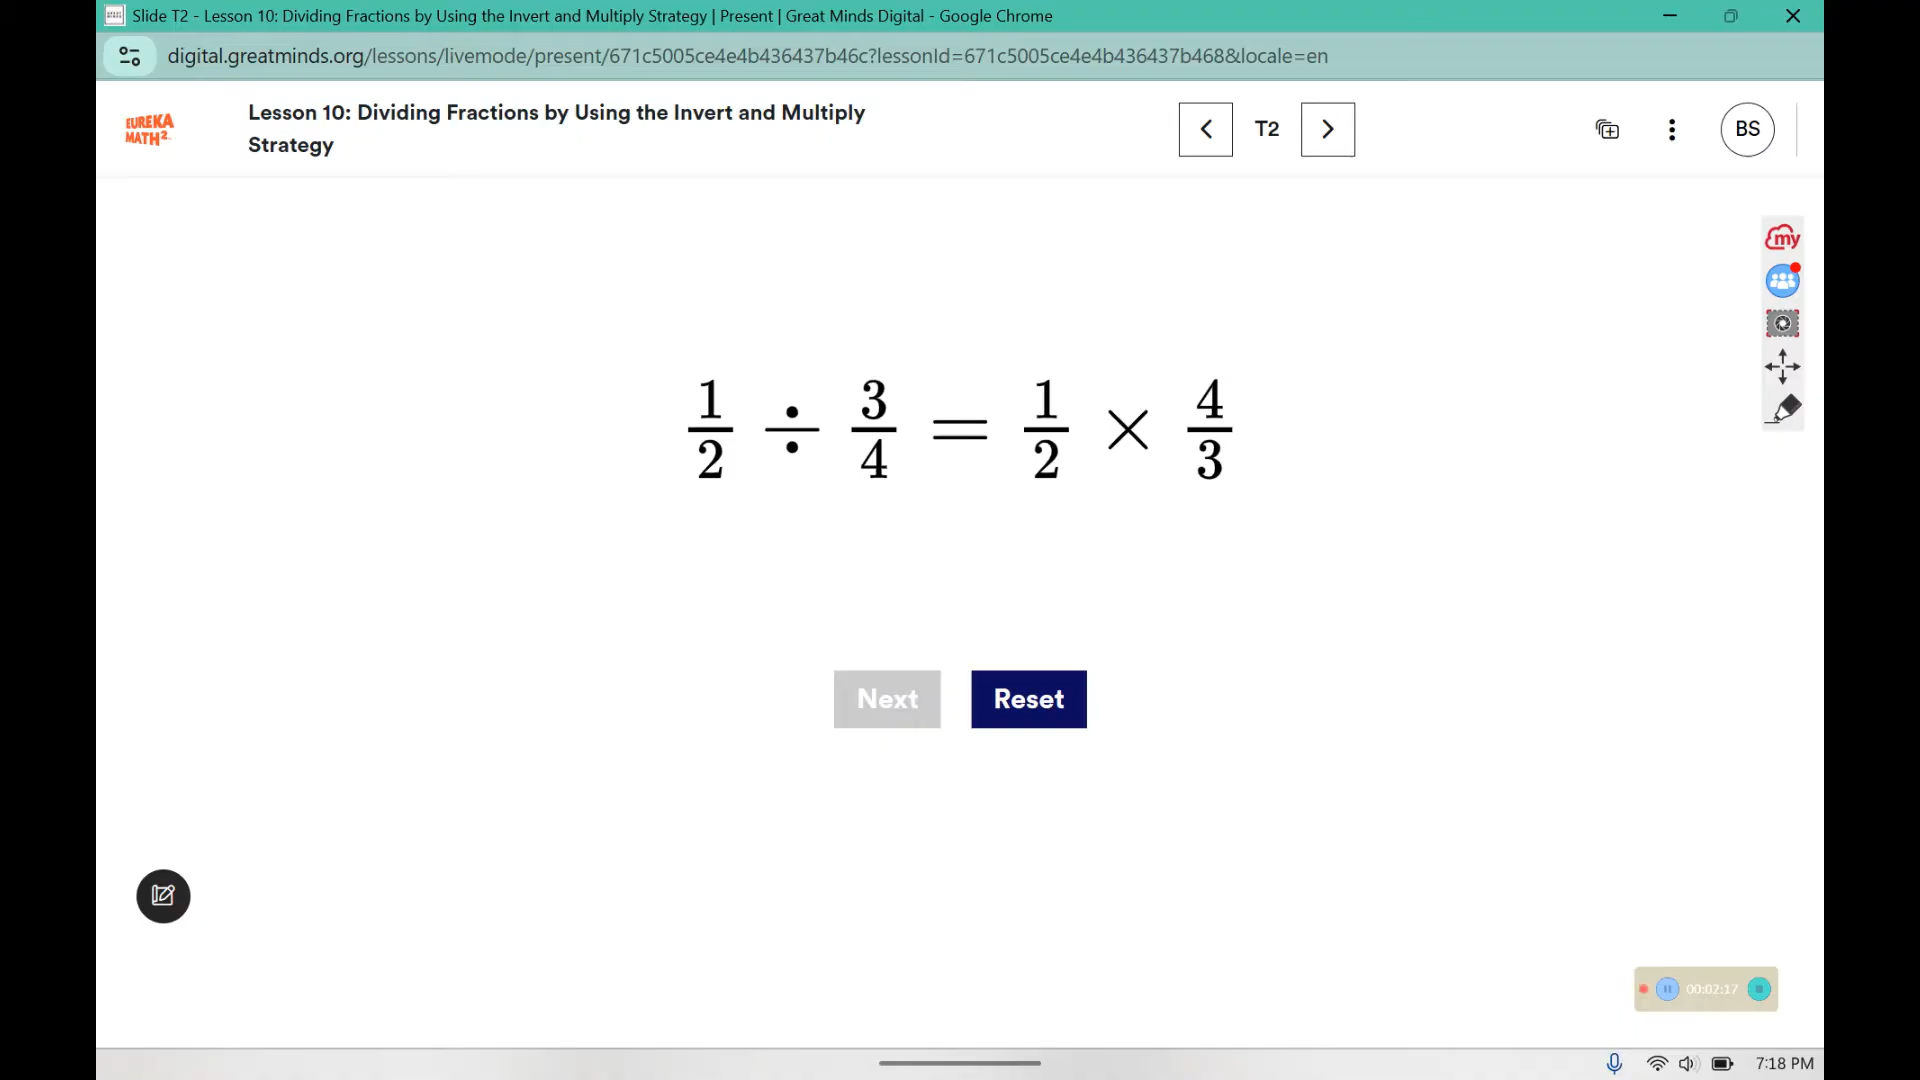 Slide T2 - Lesson 10: Dividing Fractions by Using the Invert and Multiply Strategy | Present | Great Minds Digital - Google Chrome
digital.greatminds.org/lessons/livemode/present/671c5005ce4e4b436437b46c?lessonId=671c5005ce4e4b436437b468&locale=en
EUREKA
MATH²
Lesson 10: Dividing Fractions by Using the Invert and Multiply
Strategy
T2
BS
my
1/2 ÷ 3/4 = 1/2 × 4/3
Next Reset
00:02:17
7:18 PM